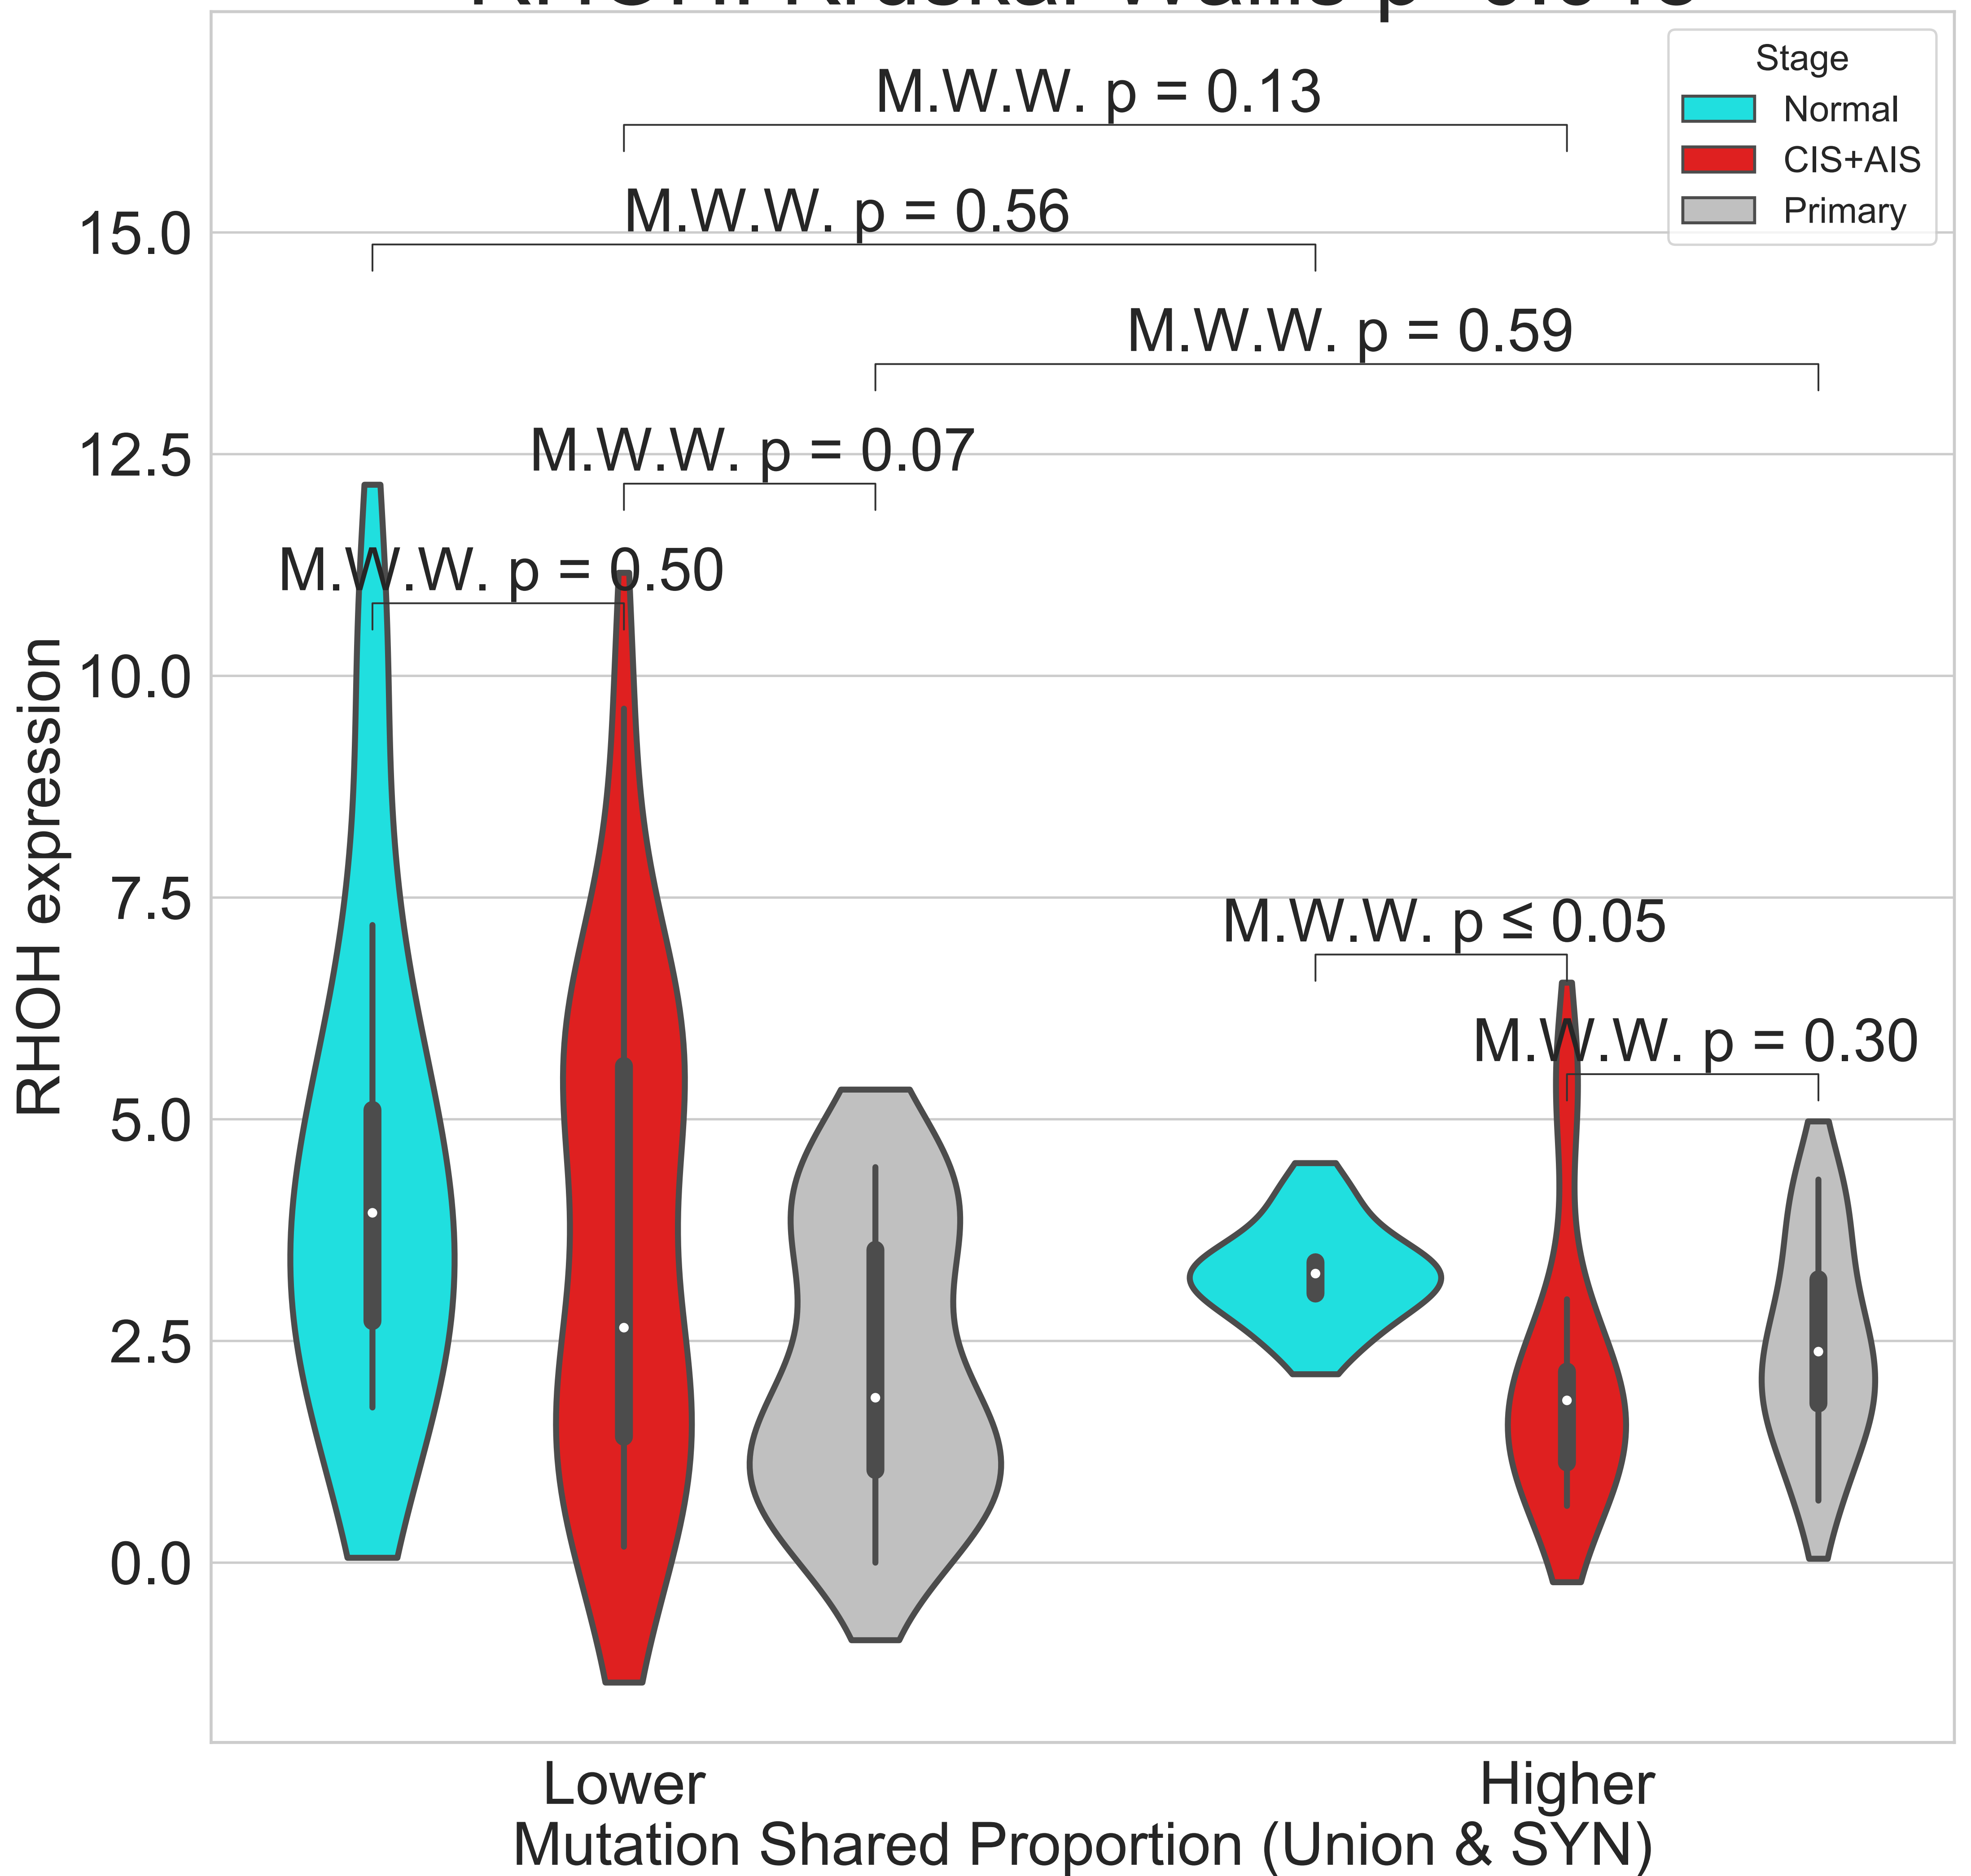 Stage
Normal
CIS+AIS
Primary
M.W.W. p = 0.13
M.W.W. p = 0.56
M.W.W. p = 0.59
M.W.W. p = 0.07
M.W.W. p = 0.50
M.W.W. p ≤ 0.05
M.W.W. p = 0.30
15.0
12.5
10.0
7.5
5.0
2.5
0.0
RHOH expression
Lower
Higher
Mutation Shared Proportion (Union & SYN)